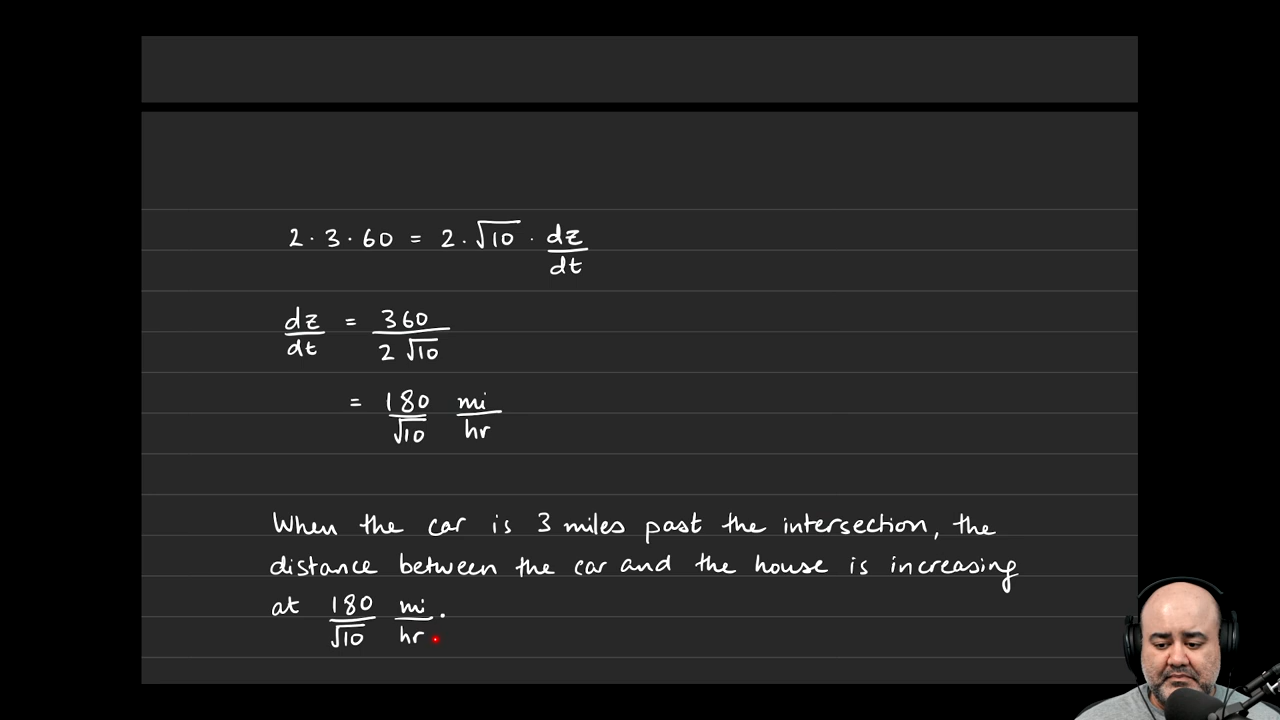 2 · 3 · 60 = 2 · √10 · dz/dt
dz/dt = 360/(2 √10)
= 180/√10 mi/hr
When the car is 3 miles past the intersection, the
distance between the car and the house is increasing
at 180/√10 mi/hr.